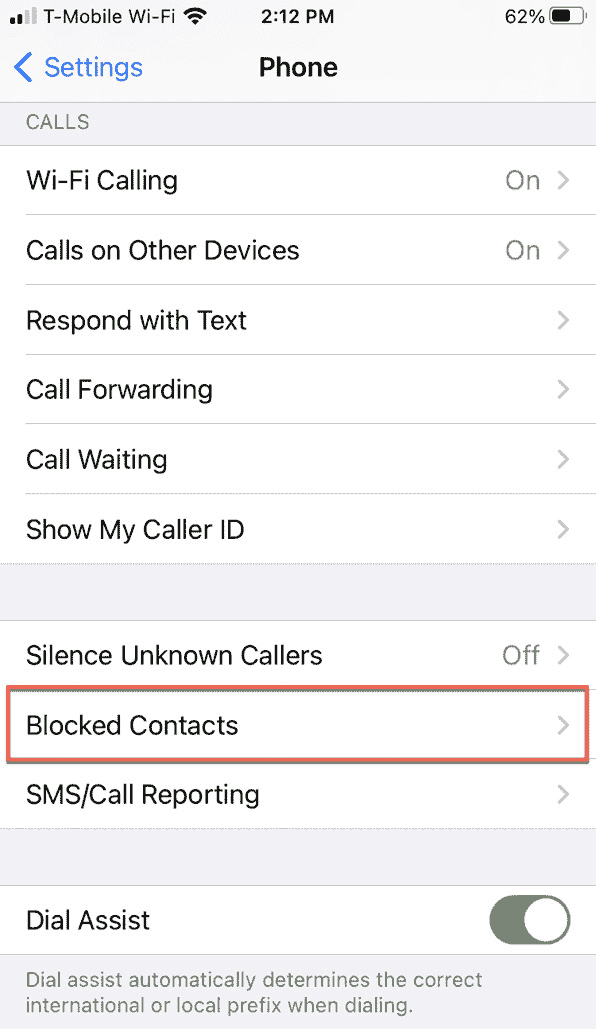 T-Mobile Wi-Fi 2:12 PM 62%
Settings Phone
CALLS
Wi-Fi Calling On
Calls on Other Devices On
Respond with Text
Call Forwarding
Call Waiting
Show My Caller ID
Silence Unknown Callers Off
Blocked Contacts
SMS/Call Reporting
Dial Assist
Dial assist automatically determines the correct
international or local prefix when dialing.